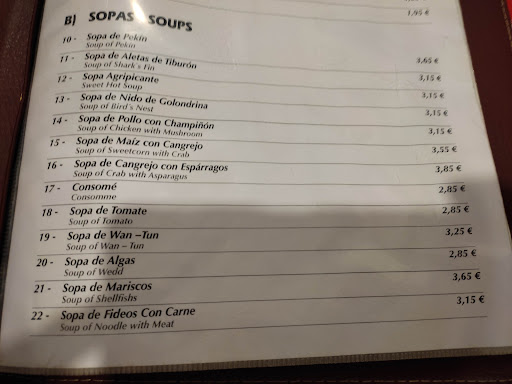 1,95 €
B) SOPAS - SOUPS
10 - Sopa de Pekín 3,65 €
Soup of Pekin
11 - Sopa de Aletas de Tiburón 3,15 €
Soup of Shark´s Fin
12 - Sopa Agripicante 3,15 €
Sweet Hot Soup
13 - Sopa de Nido de Golondrina 3,15 €
Soup of Bird´s Nest
14 - Sopa de Pollo con Champiñón 3,15 €
Soup of Chicken with Mushroom
15 - Sopa de Maíz con Cangrejo 3,55 €
Soup of Sweetcorn with Crab
16 - Sopa de Cangrejo con Espárragos 3,85 €
Soup of Crab with Asparagus
17 - Consomé 2,85 €
Consomme
18 - Sopa de Tomate 2,85 €
Soup of Tomato
19 - Sopa de Wan –Tun 3,25 €
Soup of Wan – Tun
20 - Sopa de Algas 2,85 €
Soup of Wedd
21 - Sopa de Mariscos 3,65 €
Soup of Shellfishs
22 - Sopa de Fideos Con Carne 3,15 €
Soup of Noodle with Meat